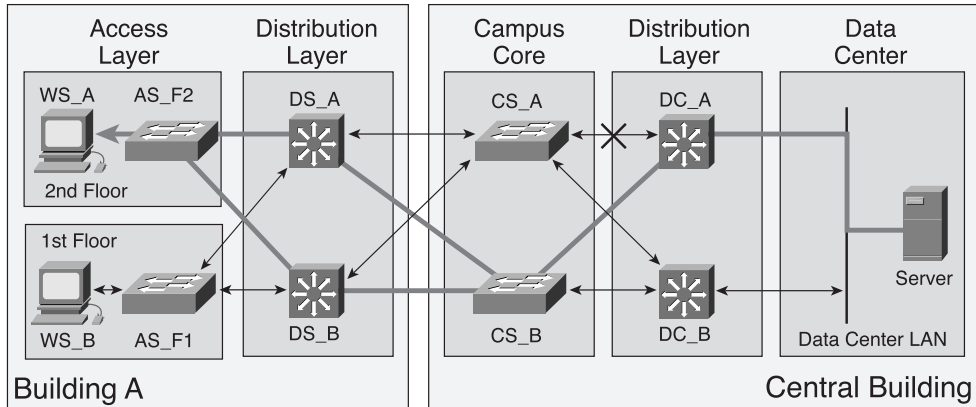 Access
Layer
Distribution
Layer
Campus
Core
Distribution
Layer
Data
Center
WS_A
AS_F2
DS_A
CS_A
DC_A
2nd Floor
1st Floor
Server
WS_B
AS_F1
DS_B
CS_B
DC_B
Data Center LAN
Building A
Central Building